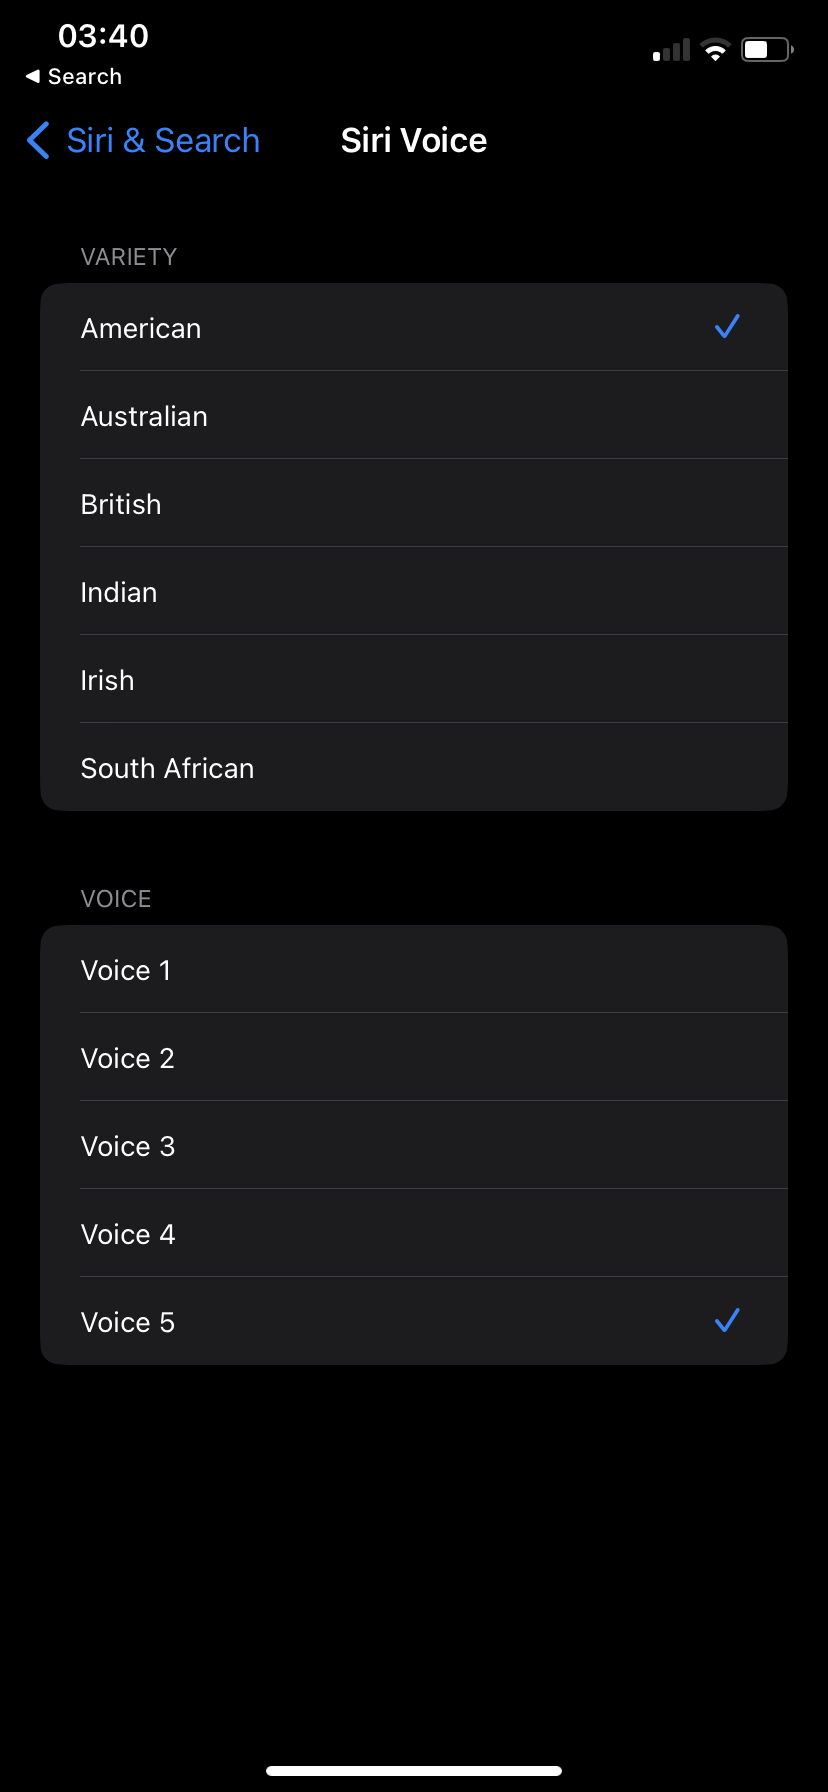 03:40
Search
Siri & Search
Siri Voice
VARIETY
American
Australian
British
Indian
Irish
South African
VOICE
Voice 1
Voice 2
Voice 3
Voice 4
Voice 5